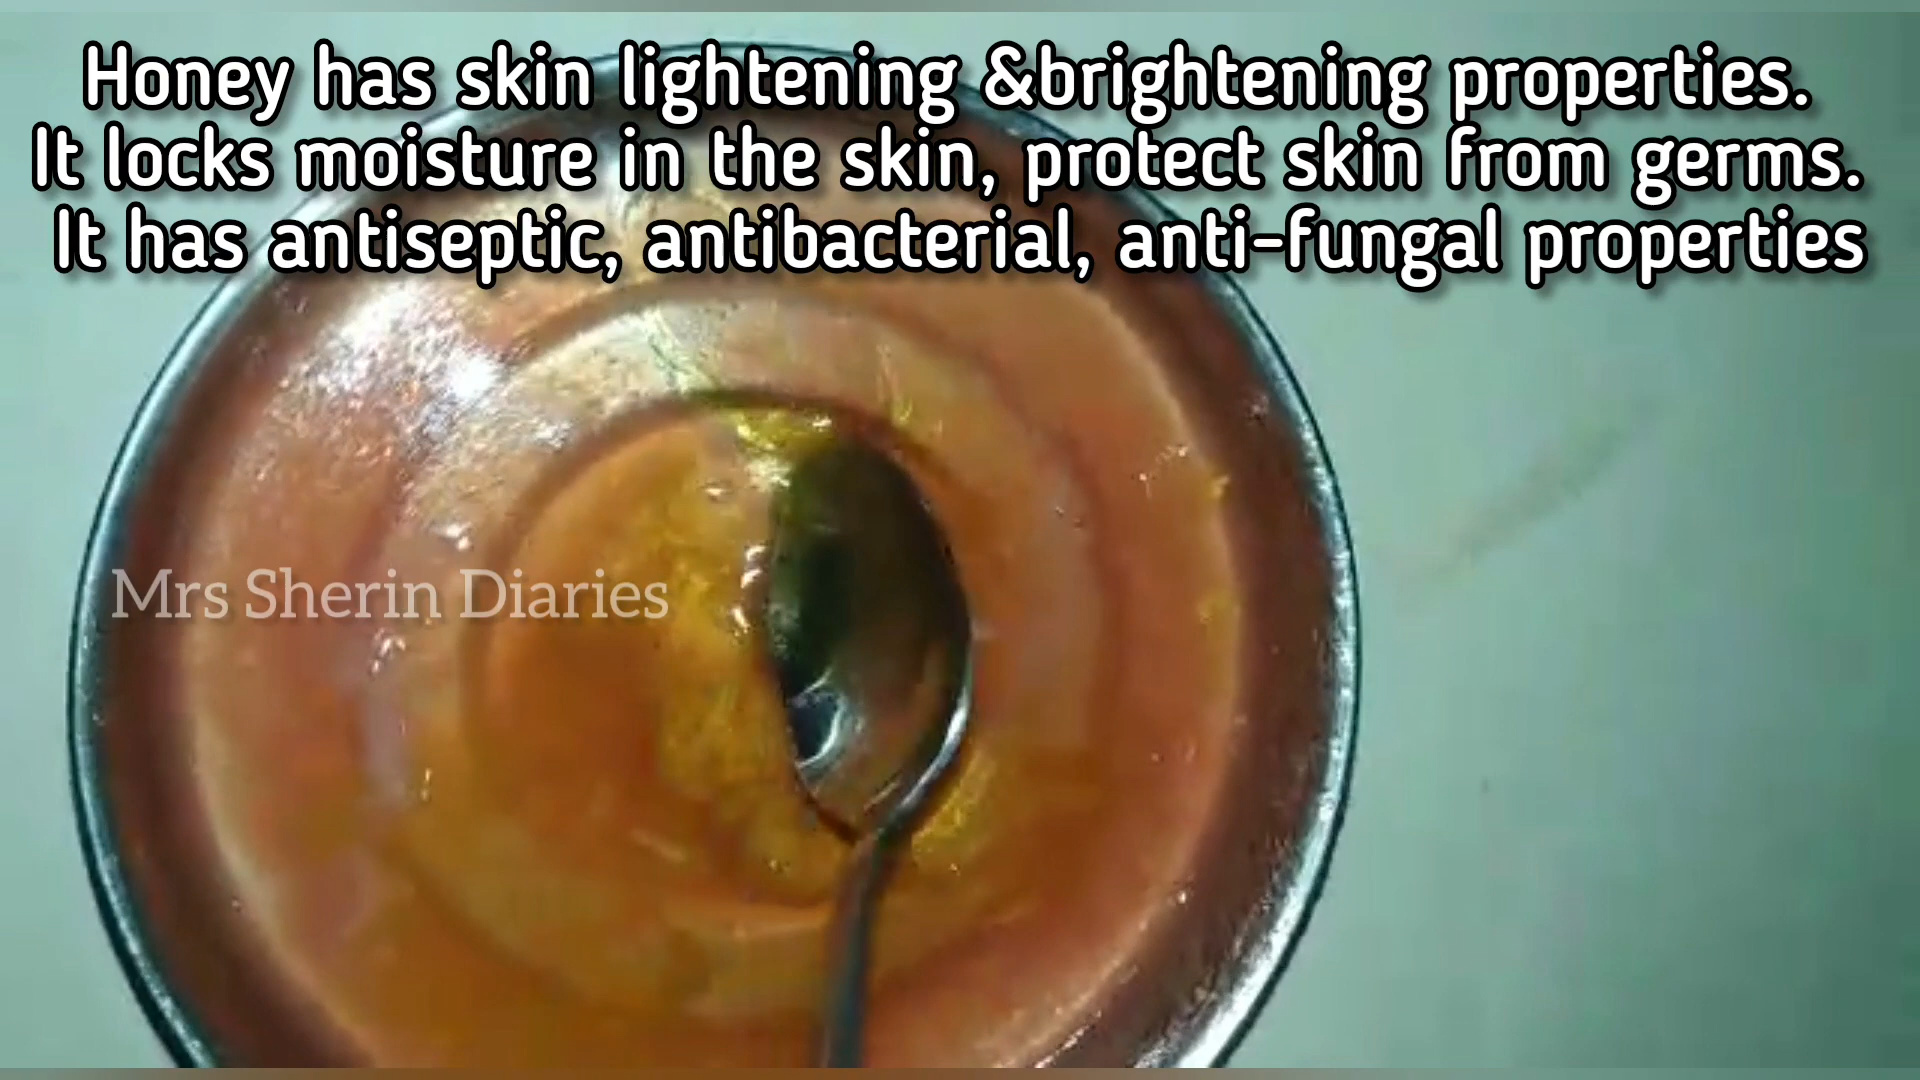 Honey has skin lightening &brightening properties.
It locks moisture in the skin, protect skin from germs.
It has antiseptic, antibacterial, anti-fungal properties
Mrs Sherin Diaries